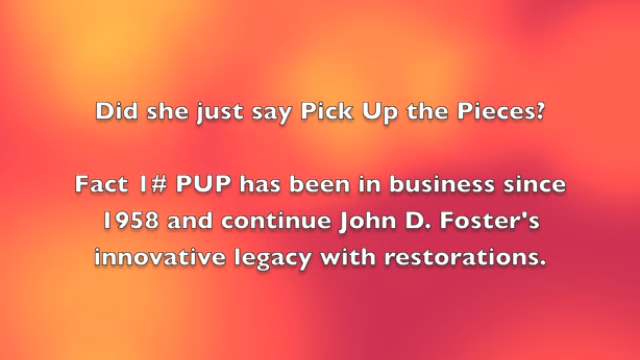 Did she just say Pick Up the Pieces?
Fact 1# PUP has been in business since
1958 and continue John D. Foster's
innovative legacy with restorations.